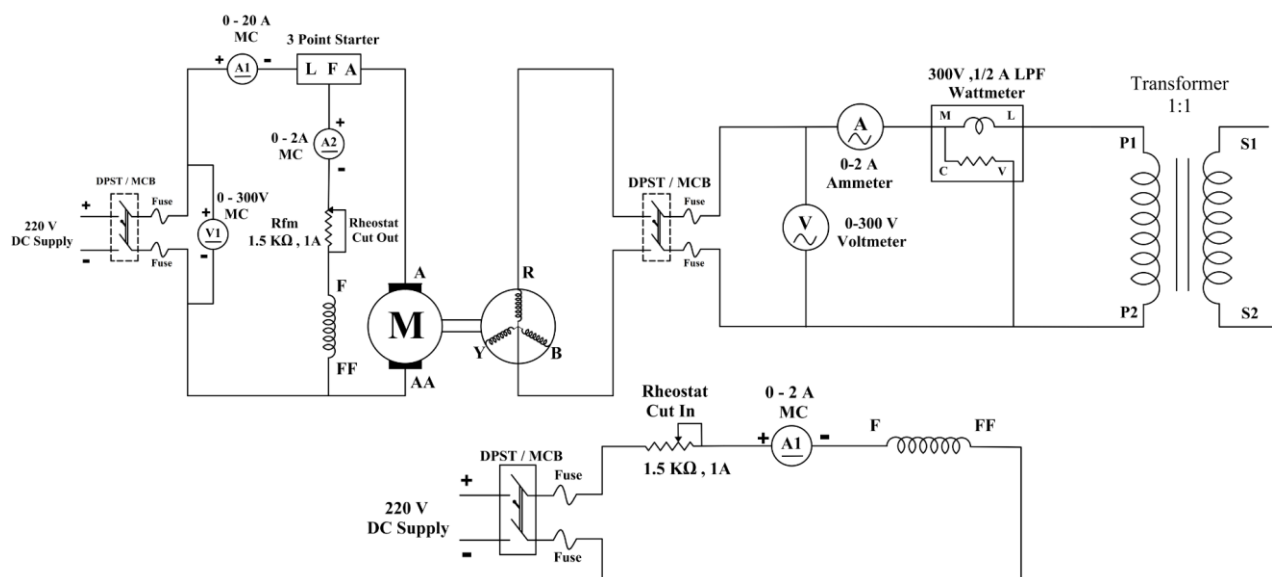 0 - 20 A
MC
+ A1 -
3 Point Starter
L F A
+
0 - 2A
MC
A2
-
DPST / MCB
Fuse
+
220 V
DC Supply
-
Fuse
0 - 300V
MC
+
V1
-
Rfm
1.5 KΩ , 1A
Rheostat
Cut Out
F
FF
A
M
AA
R
Y
B
DPST / MCB
Fuse
Fuse
A
0-2 A
Ammeter
V
0-300 V
Voltmeter
300V ,1/2 A LPF
Wattmeter
M L
C V
Transformer
1:1
P1
P2
S1
S2
DPST / MCB
+
220 V
DC Supply
-
Fuse
Fuse
Rheostat
Cut In
1.5 KΩ , 1A
0 - 2 A
MC
+ A1 -
F
FF